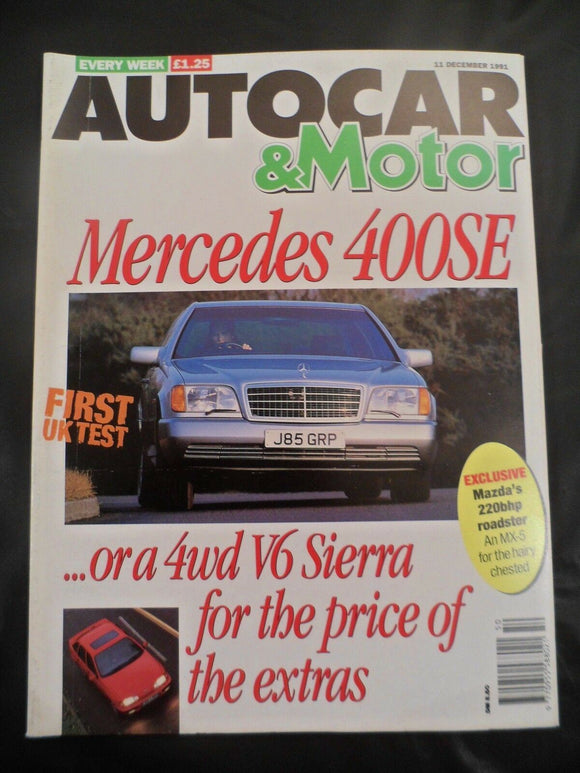 EVERY WEEK £1.25
11 DECEMBER 1991
AUTOCAR
&Motor
Mercedes 400SE
FIRST
UK TEST
J85 GRP
EXCLUSIVE
Mazda's
220bhp
roadster
An MX-5
for the hairy
chested
...or a 4wd V6 Sierra
for the price of
the extras
50